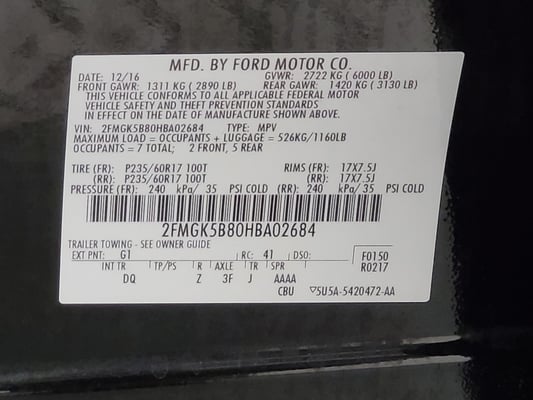 MFD. BY FORD MOTOR CO.
DATE: 12/16 GVWR: 2722 KG ( 6000 LB)
FRONT GAWR: 1311 KG ( 2890 LB) REAR GAWR: 1420 KG ( 3130 LB)
THIS VEHICLE CONFORMS TO ALL APPLICABLE FEDERAL MOTOR
VEHICLE SAFETY AND THEFT PREVENTION STANDARDS
IN EFFECT ON THE DATE OF MANUFACTURE SHOWN ABOVE.
VIN: 2FMGK5B80HBA02684 TYPE: MPV
MAXIMUM LOAD = OCCUPANTS + LUGGAGE = 526KG/1160LB
OCCUPANTS = 7 TOTAL; 2 FRONT, 5 REAR
TIRE (FR): P235/60R17 100T RIMS (FR): 17X7.5J
(RR): P235/60R17 100T (RR): 17X7.5J
PRESSURE (FR): 240 kPa/ 35 PSI COLD (RR): 240 kPa/ 35 PSI COLD
2FMGK5B80HBA02684
TRAILER TOWING - SEE OWNER GUIDE
EXT PNT: G1 RC: 41 DSO: F0150
INT TR TP/PS R AXLE TR SPR R0217
DQ Z 3F J AAAA
CBU ▽5U5A-5420472-AA